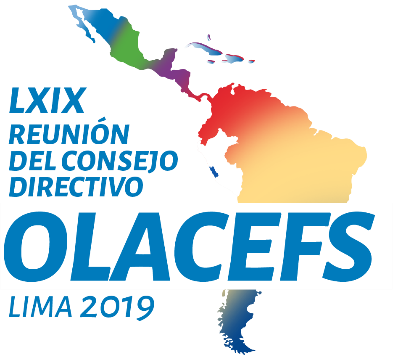 LXIX
REUNIÓN
DEL CONSEJO
DIRECTIVO
OLACEFS
LIMA 2019